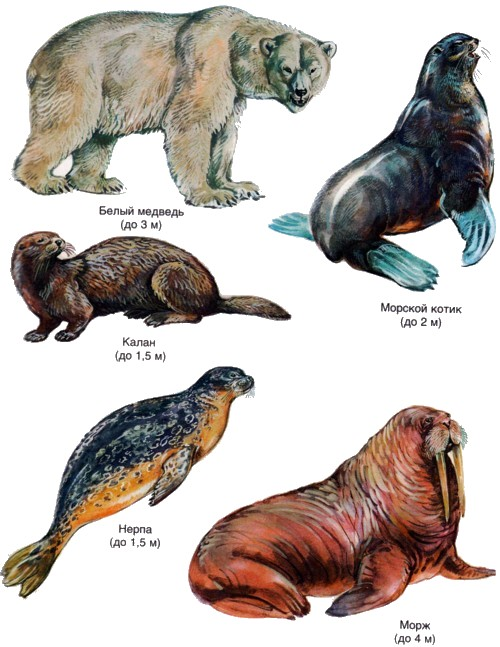 Белый медведь
(до 3 м)
Морской котик
(до 2 м)
Калан
(до 1,5 м)
Нерпа
(до 1,5 м)
Морж
(до 4 м)